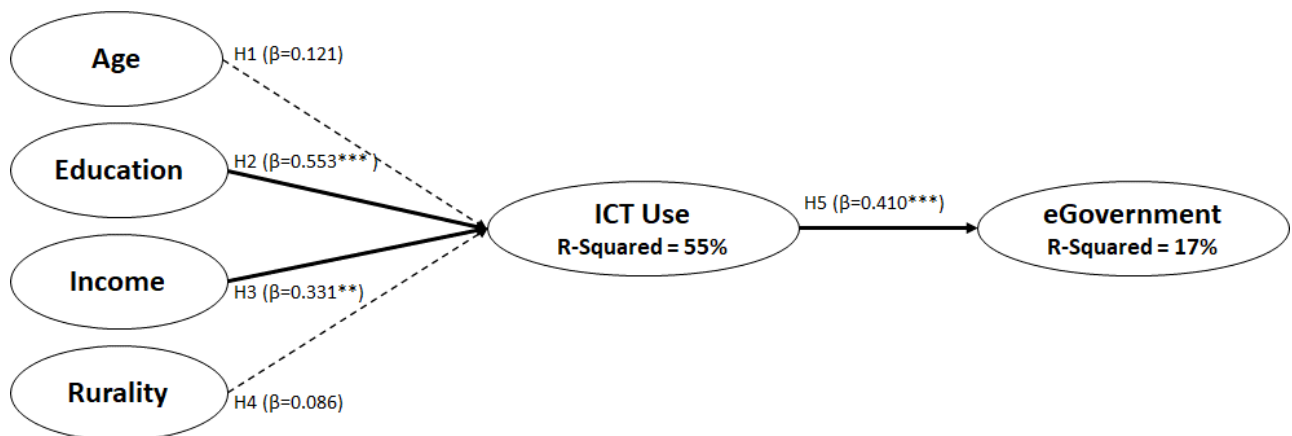 Age
H1 (β=0.121)
Education
H2 (β=0.553*** )
Income
H3 (β=0.331**)
Rurality
H4 (β=0.086)
ICT Use
R-Squared = 55%
H5 (β=0.410***)
eGovernment
R-Squared = 17%